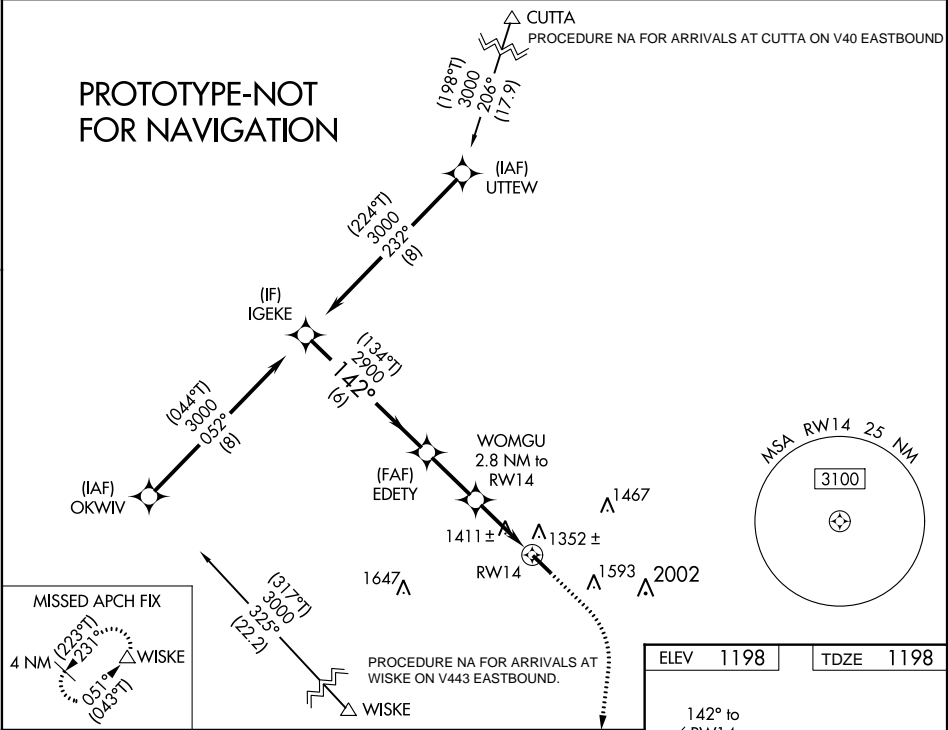 CUTTA
PROCEDURE NA FOR ARRIVALS AT CUTTA ON V40 EASTBOUND
PROTOTYPE-NOT
FOR NAVIGATION
(198°T)
3000
206°
(17.9)
(IAF)
UTTEW
(224°T)
3000
232°
(8)
(IF)
IGEKE
(134°T)
2900
142°
(6)
(044°T)
3000
052°
(8)
(IAF)
OKWIV
(FAF)
EDETY
WOMGU
2.8 NM to
RW14
1467
1411 ±
1352 ±
RW14
1593
2002
1647
MSA RW14 25 NM
3100
(317°T)
3000
325°
(22.2)
PROCEDURE NA FOR ARRIVALS AT
WISKE ON V443 EASTBOUND.
WISKE
MISSED APCH FIX
4 NM
(223°T)
231°
WISKE
051°
(043°T)
ELEV 1198
TDZE 1198
142° to